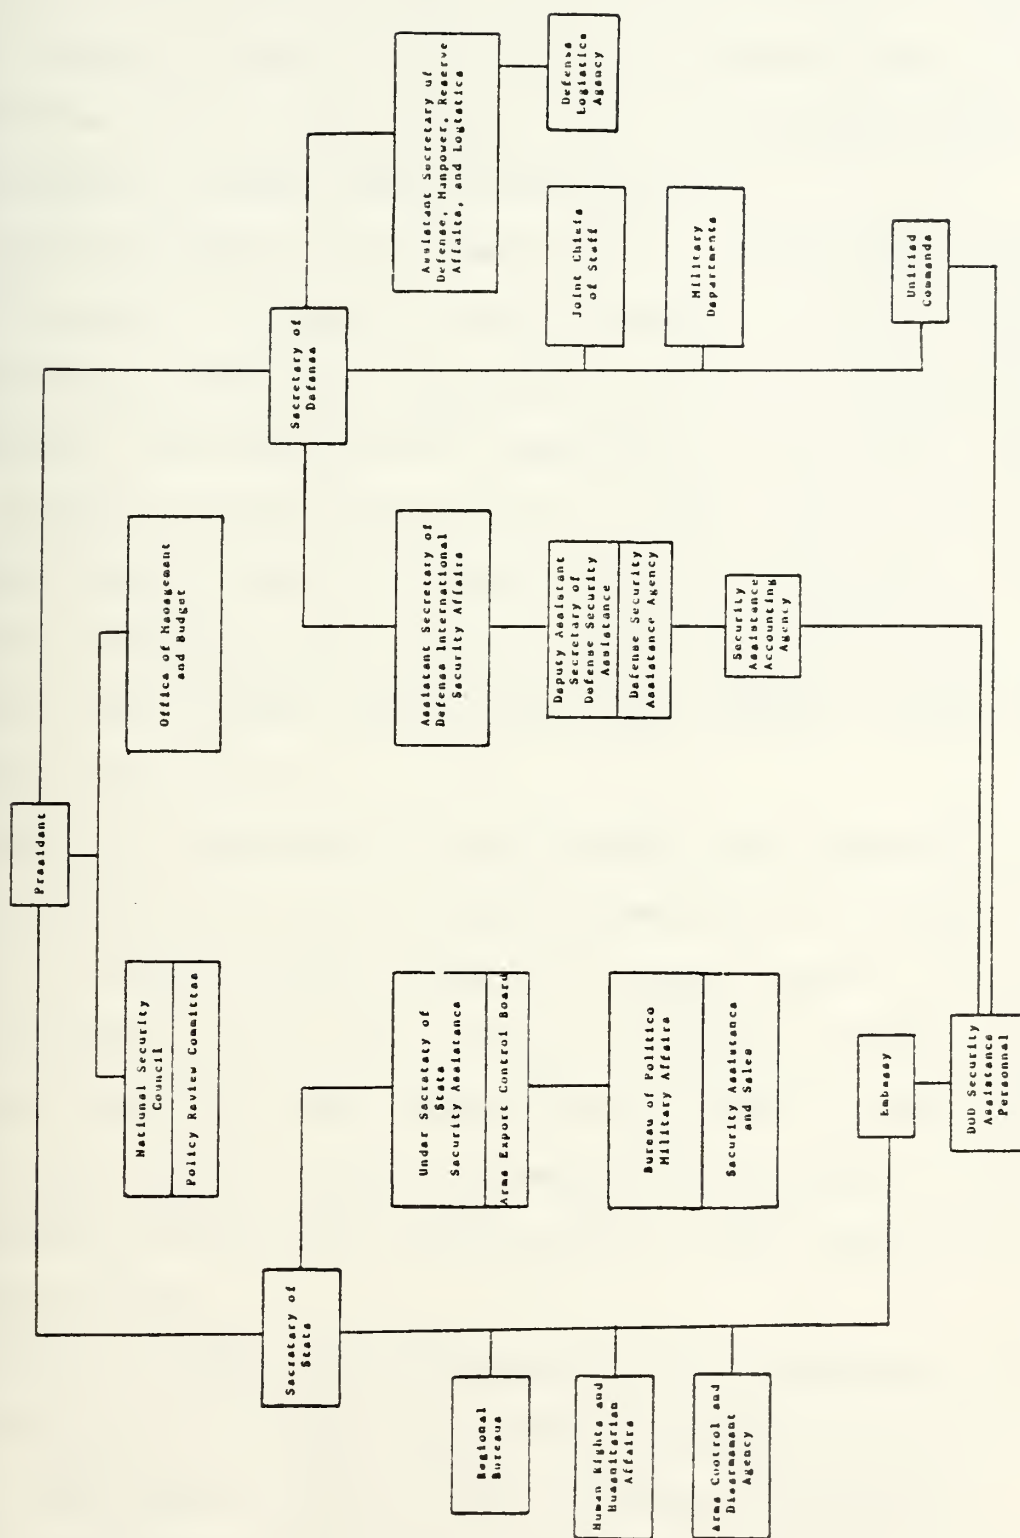 President
National Security
Council
Policy Review Committee
Office of Management
and Budget
Secretary of
State
Secretary of
Defense
Under Secretary of
State
Security Assistance
Arms Export Control Board
Assistant Secretary of
Defense International
Security Affairs
Assistant Secretary of
Defense, Manpower, Reserve
Affairs, and Logistics
Regional
Bureaus
Human Rights and
Humanitarian
Affairs
Arms Control and
Disarmament
Agency
Bureau of Politico
Military Affairs
Security Assistance
and Sales
Deputy Assistant
Secretary of
Defense Security
Assistance
Defense Security
Assistance Agency
Joint Chiefs
of Staff
Defense
Logistics
Agency
Military
Departments
Security
Assistance
Accounting
Agency
Embassy
Unified
Commands
DoD Security
Assistance
Personnel